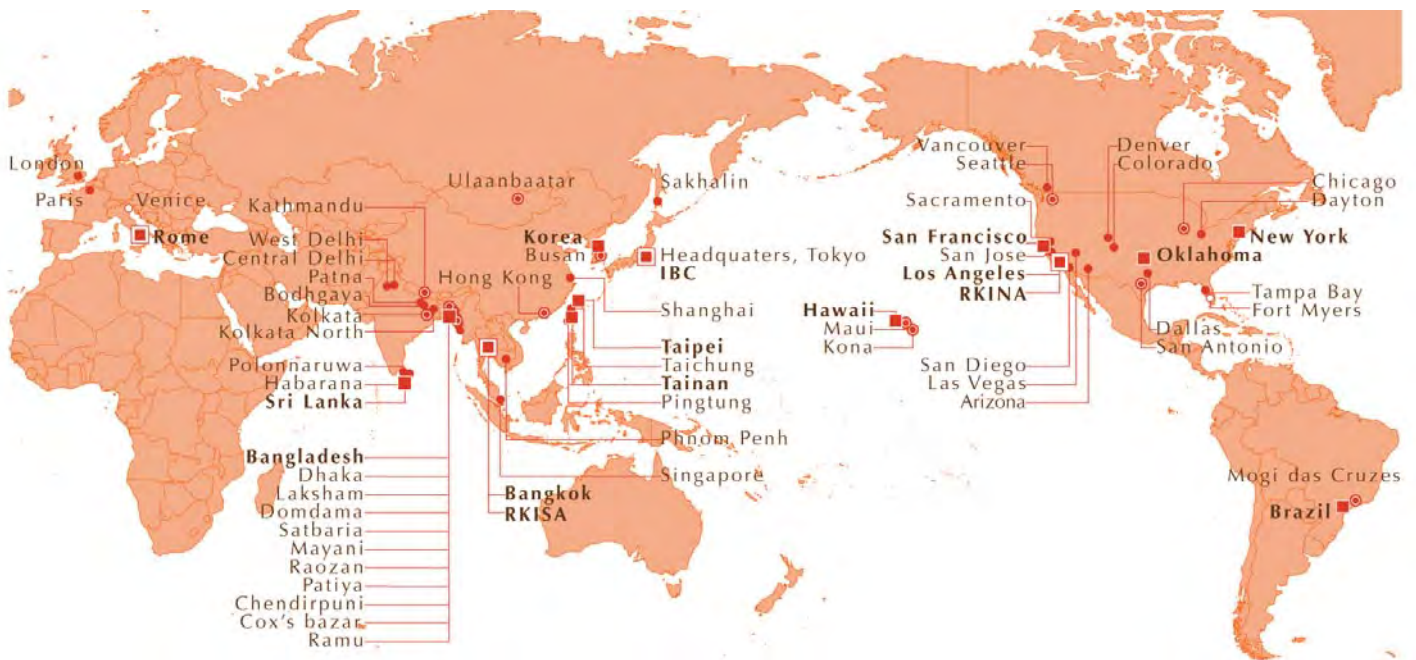 London
Paris
Venice
Rome
Kathmandu
West Delhi
Central Delhi
Patna
Bodhgaya
Kolkata
Kolkata North
Polonnaruwa
Habarana
Sri Lanka
Bangladesh
Dhaka
Laksham
Domdama
Satbaria
Mayani
Raozan
Patiya
Chendirpuni
Cox's bazar
Ramu
Ulaanbaatar
Hong Kong
Korea
Busan
Sakhalin
Headquaters, Tokyo
IBC
Shanghai
Taipei
Taichung
Tainan
Pingtung
Phnom Penh
Singapore
Bangkok
RKISA
Hawaii
Maui
Kona
Vancouver
Seattle
Sacramento
San Francisco
San Jose
Los Angeles
RKINA
San Diego
Las Vegas
Arizona
Denver
Colorado
Chicago
Dayton
New York
Oklahoma
Tampa Bay
Fort Myers
Dallas
San Antonio
Mogi das Cruzes
Brazil